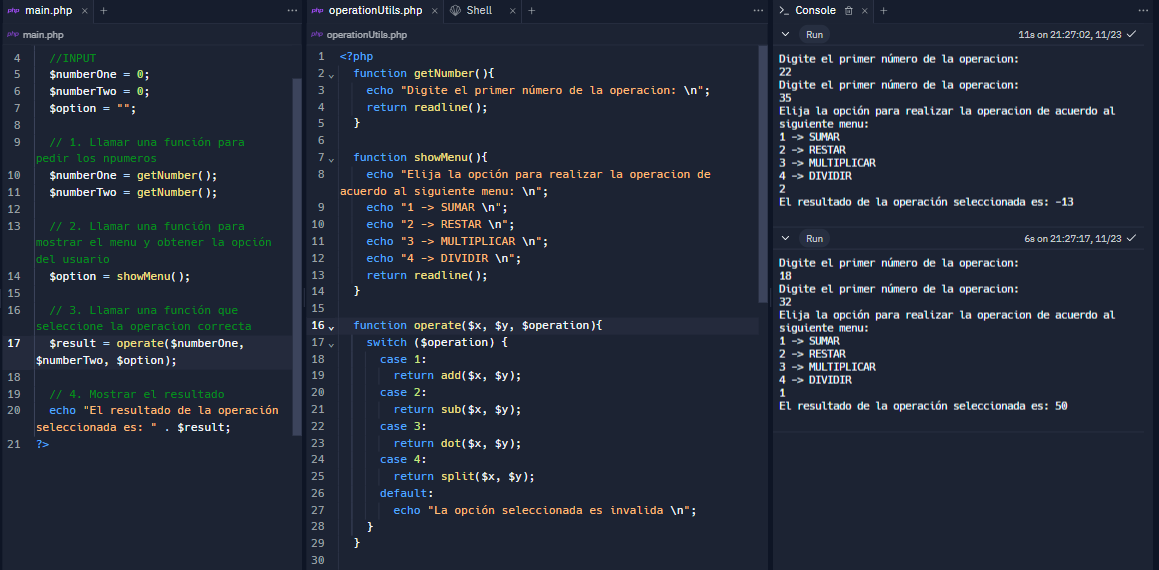 php main.php × +
php main.php
4 //INPUT
5 $numberOne = 0;
6 $numberTwo = 0;
7 $option = "";
8
9 // 1. Llamar una función para
pedir los npumeros
10 $numberOne = getNumber();
11 $numberTwo = getNumber();
12
13 // 2. Llamar una función para
mostrar el menu y obtener la opción
del usuario
14 $option = showMenu();
15
16 // 3. Llamar una función que
seleccione la operacion correcta
17 $result = operate($numberOne,
$numberTwo, $option);
18
19 // 4. Mostrar el resultado
20 echo "El resultado de la operación
seleccionada es: " . $result;
21 ?>
php operationUtils.php × Shell × +
php operationUtils.php
1 <?php
2 function getNumber(){
3 echo "Digite el primer número de la operacion: \n";
4 return readline();
5 }
6
7 function showMenu(){
8 echo "Elija la opción para realizar la operacion de
acuerdo al siguiente menu: \n";
9 echo "1 -> SUMAR \n";
10 echo "2 -> RESTAR \n";
11 echo "3 -> MULTIPLICAR \n";
12 echo "4 -> DIVIDIR \n";
13 return readline();
14 }
15
16 function operate($x, $y, $operation){
17 switch ($operation) {
18 case 1:
19 return add($x, $y);
20 case 2:
21 return sub($x, $y);
22 case 3:
23 return dot($x, $y);
24 case 4:
25 return split($x, $y);
26 default:
27 echo "La opción seleccionada es invalida \n";
28 }
29 }
30
>_ Console × +
Run 11s on 21:27:02, 11/23
Digite el primer número de la operacion:
22
Digite el primer número de la operacion:
35
Elija la opción para realizar la operacion de acuerdo al
siguiente menu:
1 -> SUMAR
2 -> RESTAR
3 -> MULTIPLICAR
4 -> DIVIDIR
2
El resultado de la operación seleccionada es: -13
Run 6s on 21:27:17, 11/23
Digite el primer número de la operacion:
18
Digite el primer número de la operacion:
32
Elija la opción para realizar la operacion de acuerdo al
siguiente menu:
1 -> SUMAR
2 -> RESTAR
3 -> MULTIPLICAR
4 -> DIVIDIR
1
El resultado de la operación seleccionada es: 50